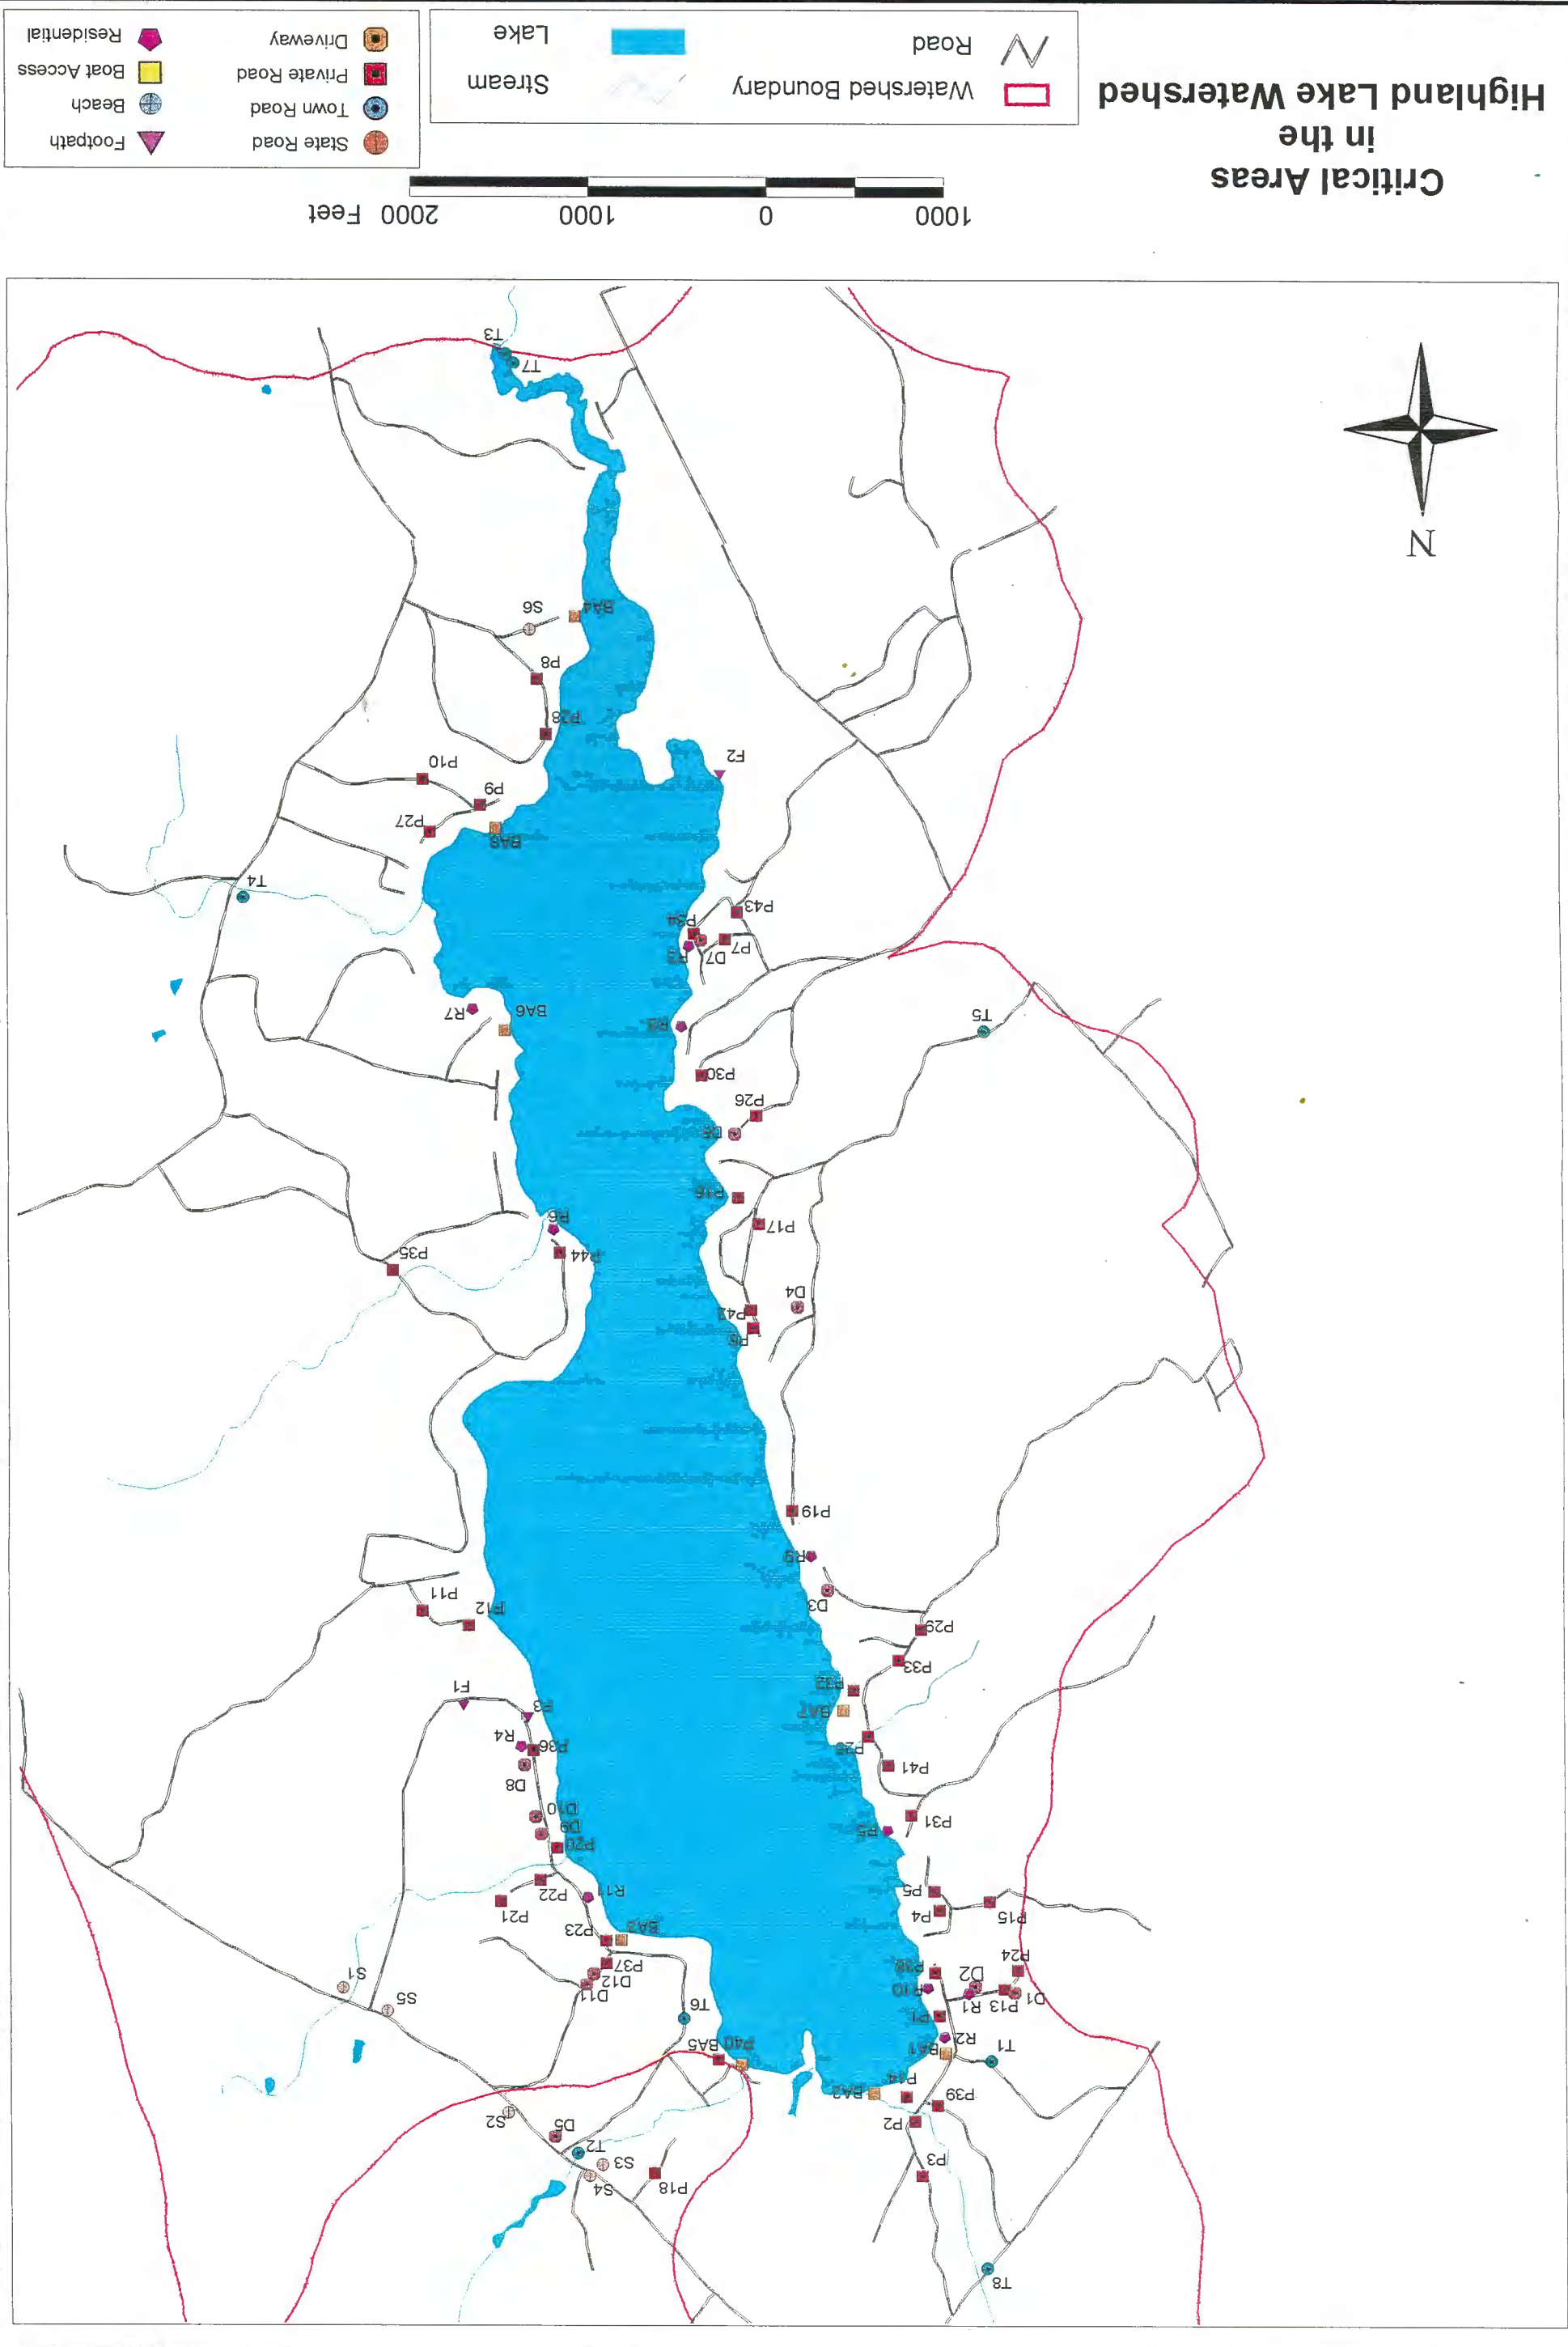 T8
P18 S4
P3 S3
T2
P2 D5 S2
P39 P14 BA2
T1 R2 BA1 P40 BA5
P1 T6 S5
D1 P13 R1 R10 D11
P24 D2 P38 D12 S1
P37
P15 P4 P23 BA3
P5 P22 P21
R11
P31 R5 P20 D9
D10
P41 D8
P25 P36 R4
BA7 F3
P33 P32 F1
P29 D3 F12 P11
R9
P19
P6
P42 D4
P44 P35
P17 R6
P16
P26
P30
T5 R8 BA6 R7
D7 R3
P7 P34
P43 T4
BA8
P27
P9
F2 P10
P28
P8
BA4 S6
N
T7
T3
1000 0 1000 2000 Feet
Critical Areas
in the
Highland Lake Watershed
Watershed Boundary
Road
Stream
Lake
State Road
Town Road
Private Road
Driveway
Footpath
Beach
Boat Access
Residential